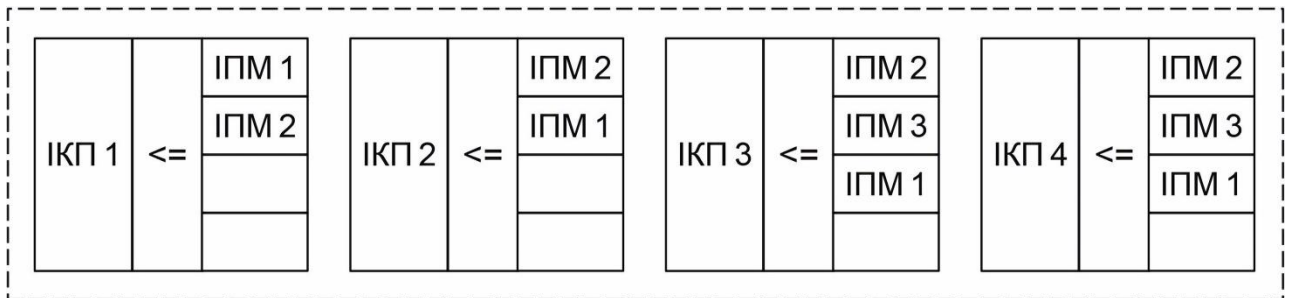 ІКП 1 <= ІПМ 1
ІПМ 2
ІКП 2 <= ІПМ 2
ІПМ 1
ІКП 3 <= ІПМ 2
ІПМ 3
ІПМ 1
ІКП 4 <= ІПМ 2
ІПМ 3
ІПМ 1